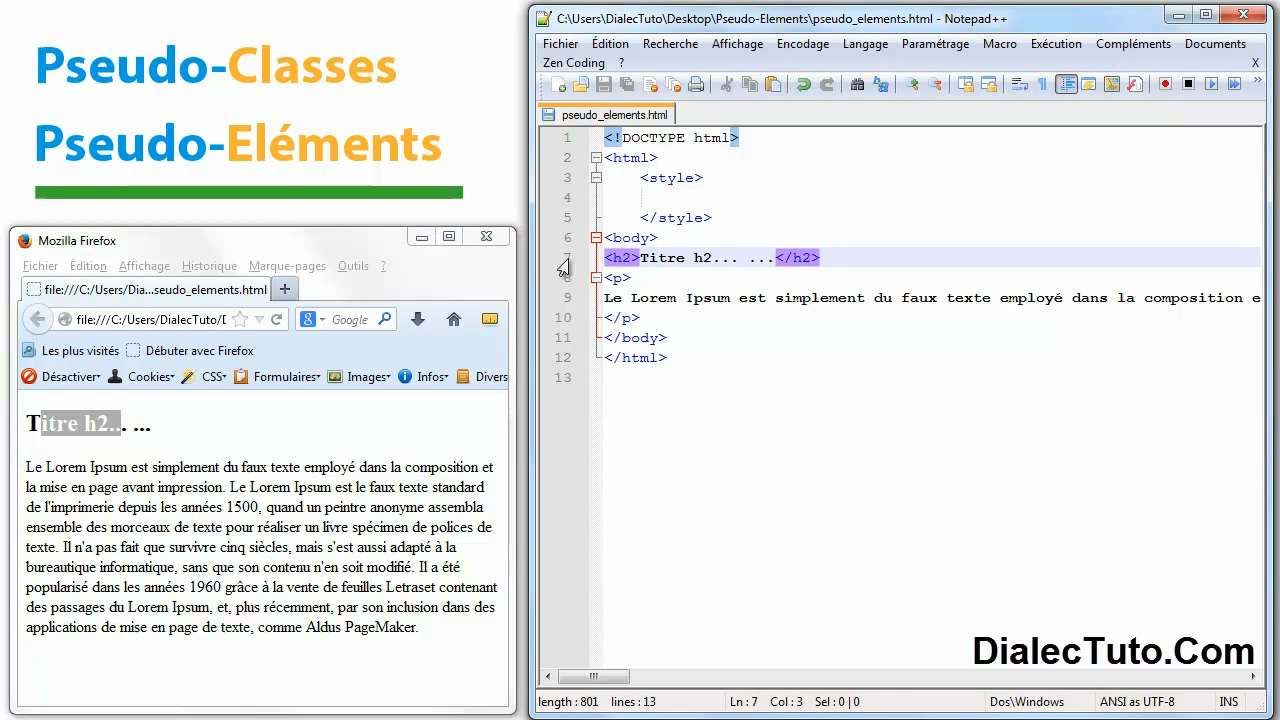 Pseudo-Classes
Pseudo-Eléments
Mozilla Firefox
Fichier Édition Affichage Historique Marque-pages Outils ?
file:///C:/Users/Dia...seudo_elements.html +
file:///C:/Users/DialecTuto/D Google
Les plus visités Débuter avec Firefox
Désactiver Cookies CSS Formulaires Images Infos Divers
Titre h2... ...
Le Lorem Ipsum est simplement du faux texte employé dans la composition et
la mise en page avant impression. Le Lorem Ipsum est le faux texte standard
de l'imprimerie depuis les années 1500, quand un peintre anonyme assembla
ensemble des morceaux de texte pour réaliser un livre spécimen de polices de
texte. Il n'a pas fait que survivre cinq siècles, mais s'est aussi adapté à la
bureautique informatique, sans que son contenu n'en soit modifié. Il a été
popularisé dans les années 1960 grâce à la vente de feuilles Letraset contenant
des passages du Lorem Ipsum, et, plus récemment, par son inclusion dans des
applications de mise en page de texte, comme Aldus PageMaker.
C:\Users\DialecTuto\Desktop\Pseudo-Elements\pseudo_elements.html - Notepad++
Fichier Édition Recherche Affichage Encodage Langage Paramétrage Macro Exécution Compléments Documents
Zen Coding ? X
pseudo_elements.html
1 <!DOCTYPE html>
2 <html>
3 <style>
4
5 </style>
6 <body>
7 <h2>Titre h2... ...</h2>
8 <p>
9 Le Lorem Ipsum est simplement du faux texte employé dans la composition e
10 </p>
11 </body>
12 </html>
13
DialecTuto.Com
length : 801 lines : 13 Ln : 7 Col : 3 Sel : 0 | 0 Dos\Windows ANSI as UTF-8 INS